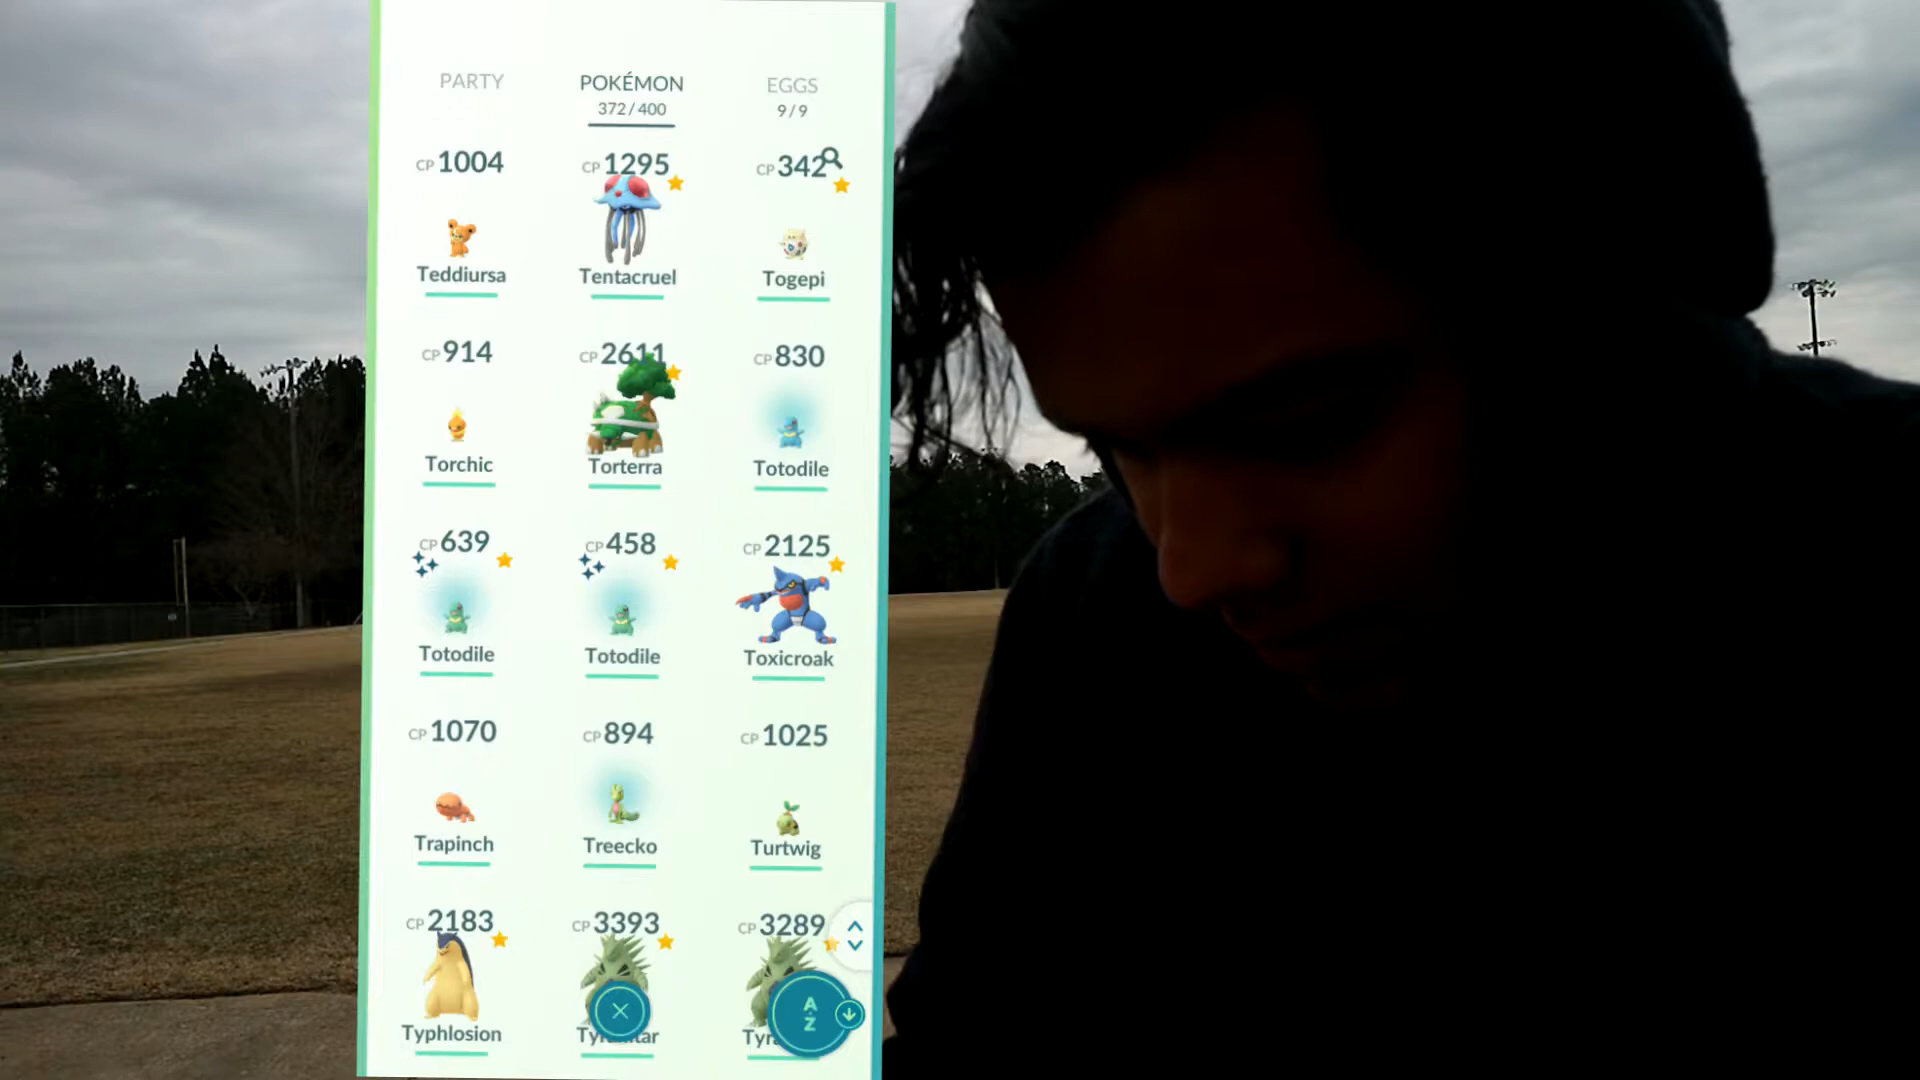 PARTY POKÉMON EGGS
372 / 400 9 / 9
CP 1004 CP 1295 CP 342
Teddiursa Tentacruel Togepi
CP 914 CP 2611 CP 830
Torchic Torterra Totodile
CP 639 CP 458 CP 2125
Totodile Totodile Toxicroak
CP 1070 CP 894 CP 1025
Trapinch Treecko Turtwig
CP 2183 CP 3393 CP 3289
A
Z
Typhlosion